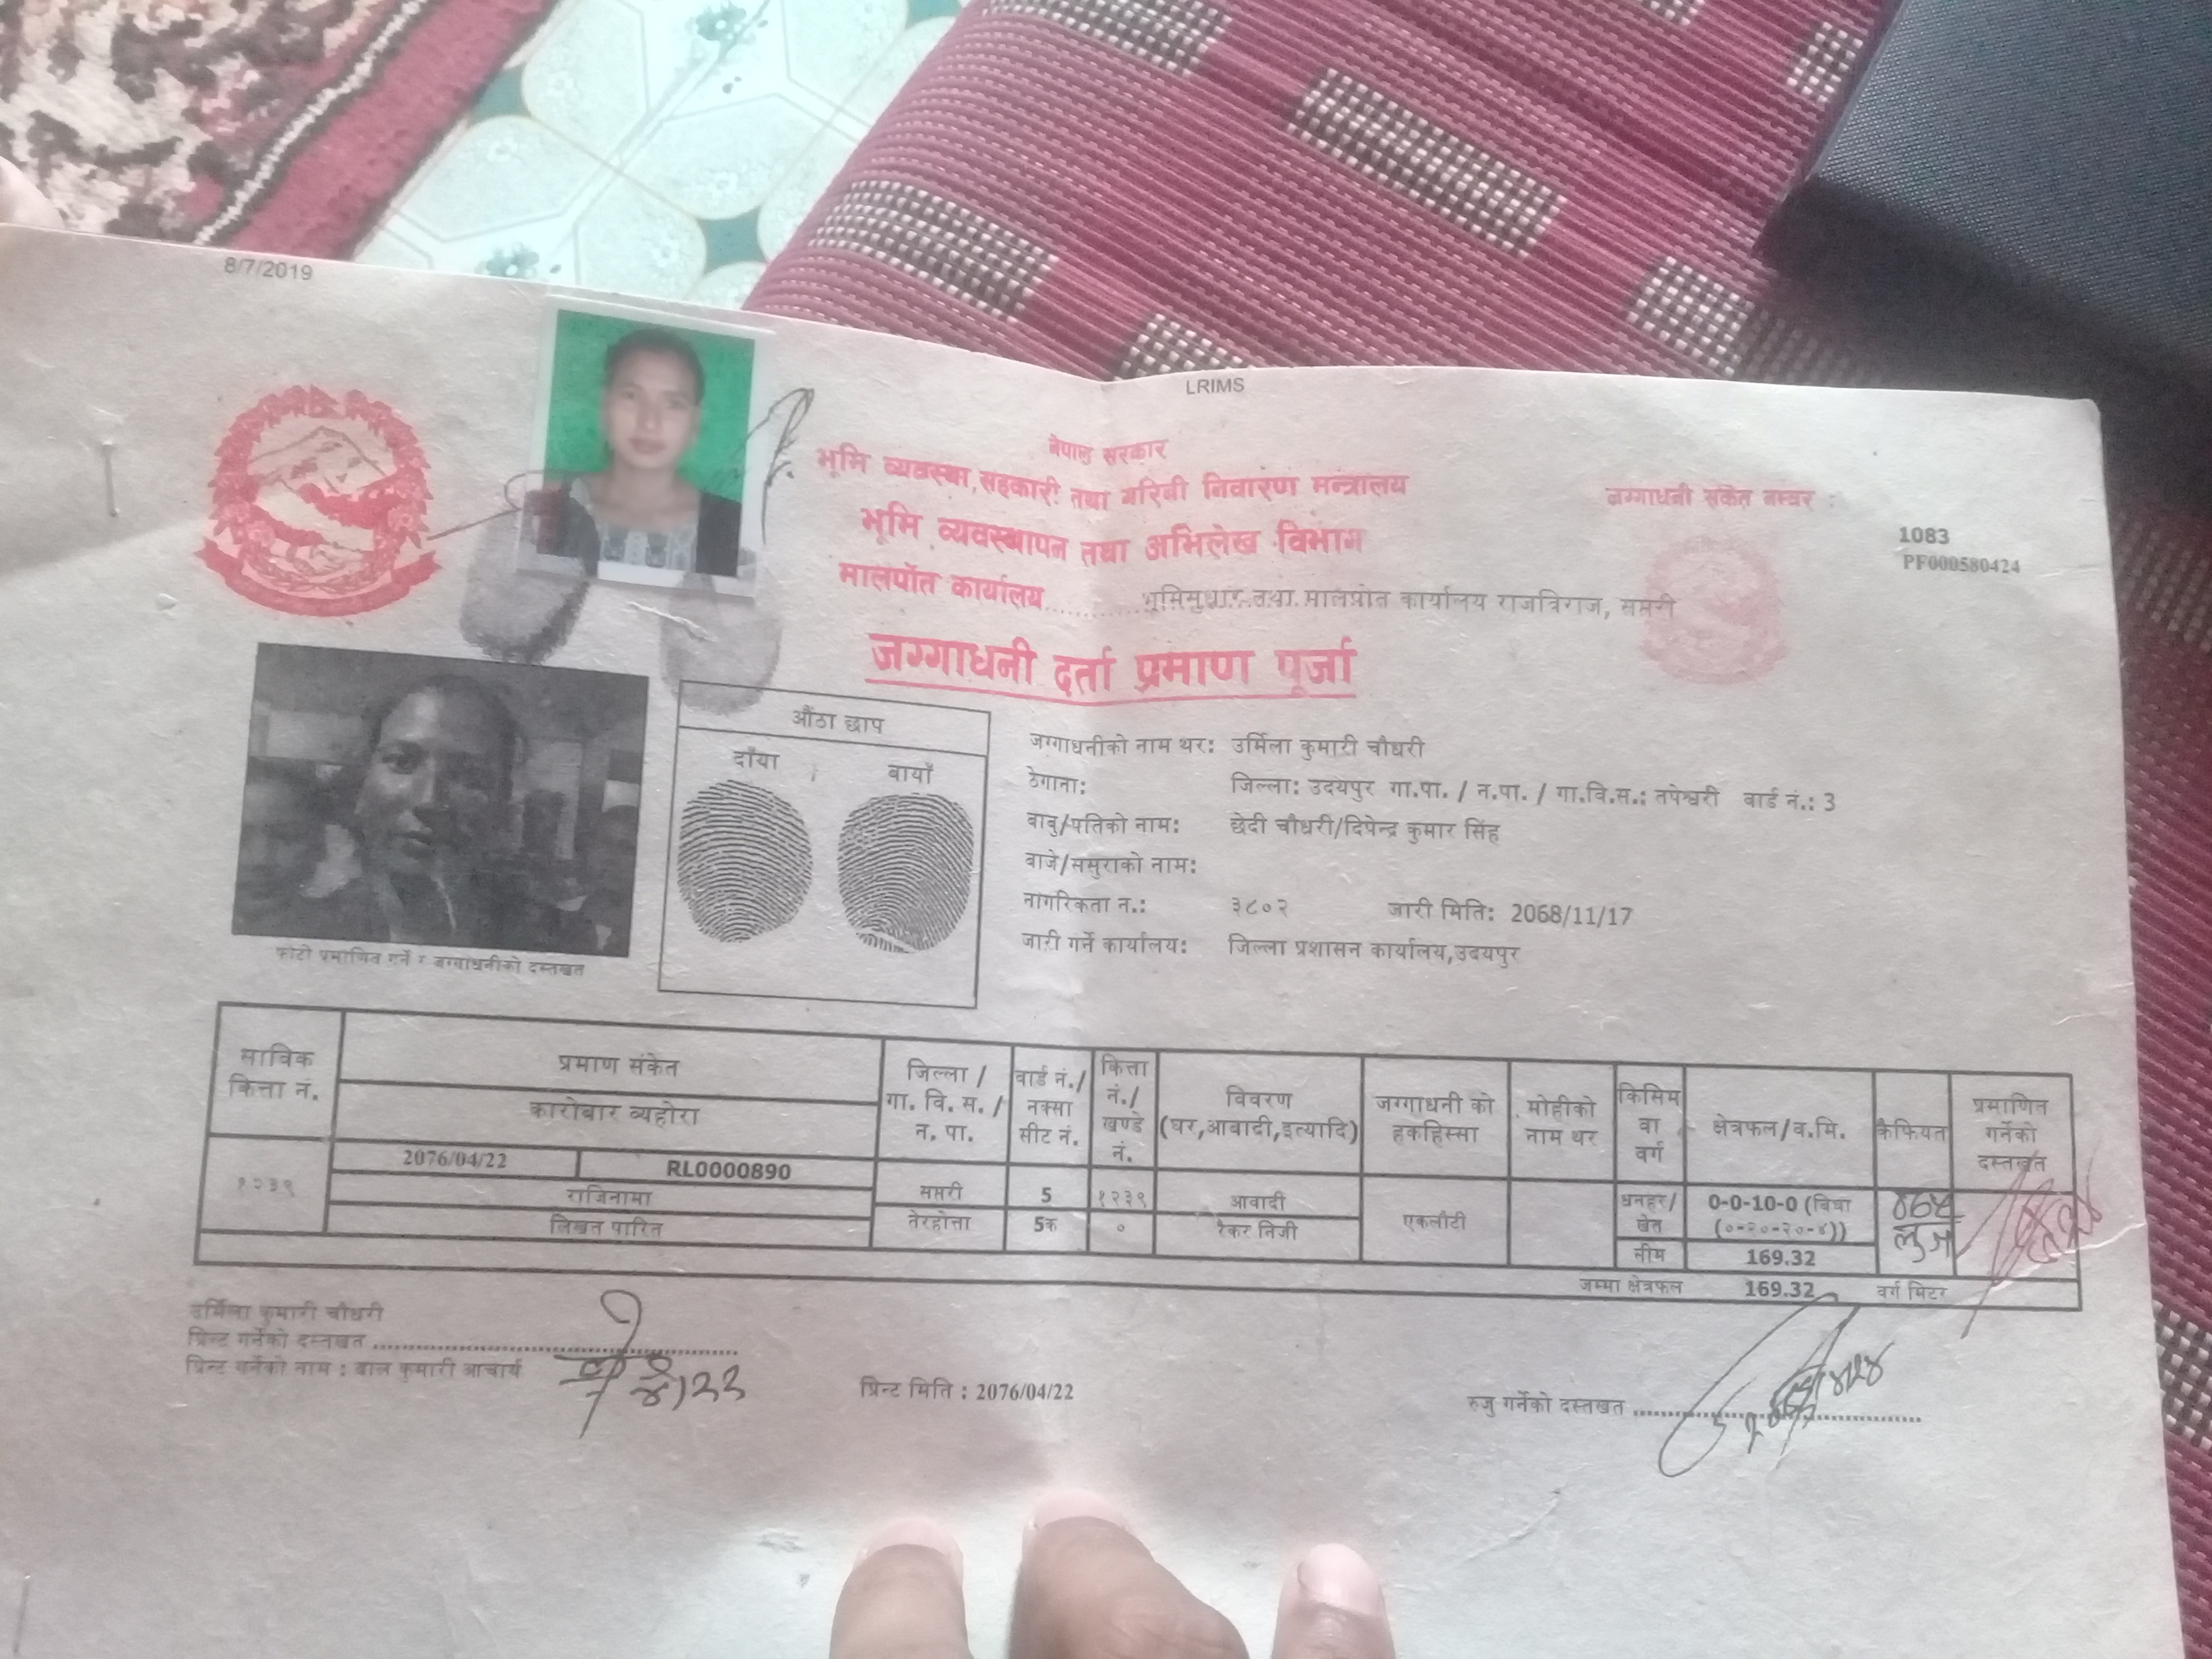 8/7/2019
LRIMS
नेपाल सरकार
भूमि व्यवस्था, सहकारी तथा गरिबी निवारण मन्त्रालय
भूमि व्यवस्थापन तथा अभिलेख विभाग
मालपोत कार्यालय.......... भूमिसुधार तथा मालपोत कार्यालय राजविराज, सप्तरी
जग्गाधनी संकेत नम्बर :
1083
PF000580424
जग्गाधनी दर्ता प्रमाण पूर्जा
फोटो प्रमाणित गर्ने र जग्गाधनीको दस्तखत
औंठा छाप
दाँया बायाँ
जग्गाधनीको नाम थर: उर्मिला कुमारी चौधरी
ठेगाना: जिल्ला: उदयपुर गा.पा. / न.पा. / गा.वि.स.: तपेश्वरी वार्ड नं.: 3
बाबु/पतिको नाम: छेदी चौधरी/दिपेन्द्र कुमार सिंह
बाजे/ससुराको नाम:
नागरिकता न.: ३८०२ जारी मिति: 2068/11/17
जारी गर्ने कार्यालय: जिल्ला प्रशासन कार्यालय,उदयपुर
साविक कित्ता नं.
प्रमाण संकेत
कारोबार व्यहोरा
जिल्ला / गा. वि. स. / न. पा.
वार्ड नं./ नक्सा सीट नं.
कित्ता नं./ खण्डे नं.
विवरण (घर,आवादी,इत्यादि)
जग्गाधनी को हकहिस्सा
मोहीको नाम थर
किसिम वा वर्ग
क्षेत्रफल/व.मि.
कैफियत
प्रमाणित गर्नेको दस्तखत
१२३९
2076/04/22 RL0000890
राजिनामा
लिखत पारित
सप्तरी 5 १२३९ आवादी
तेरहोत्ता 5क ० रैकर निजी
एकलौटी
धनहर/ खेत
0-0-10-0 (बिघा
(०-२०-२०-४))
सीम 169.32
जम्मा क्षेत्रफल 169.32 वर्ग मिटर
उर्मिला कुमारी चौधरी
प्रिन्ट गर्नेको दस्तखत ..........
प्रिन्ट गर्नेको नाम : बाल कुमारी आचार्य
४।२२
प्रिन्ट मिति : 2076/04/22
रुजु गर्नेको दस्तखत ..........